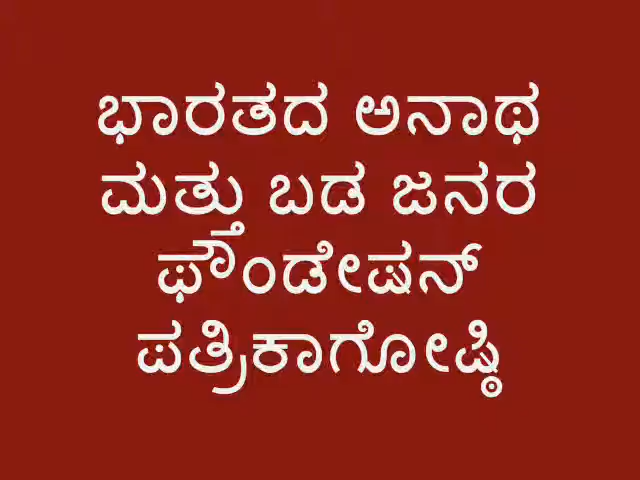 ಭಾರತದ ಅನಾಥ
ಮತ್ತು ಬಡ ಜನರ
ಫೌಂಡೇಷನ್
ಪತ್ರಿಕಾಗೋಷ್ಠಿ